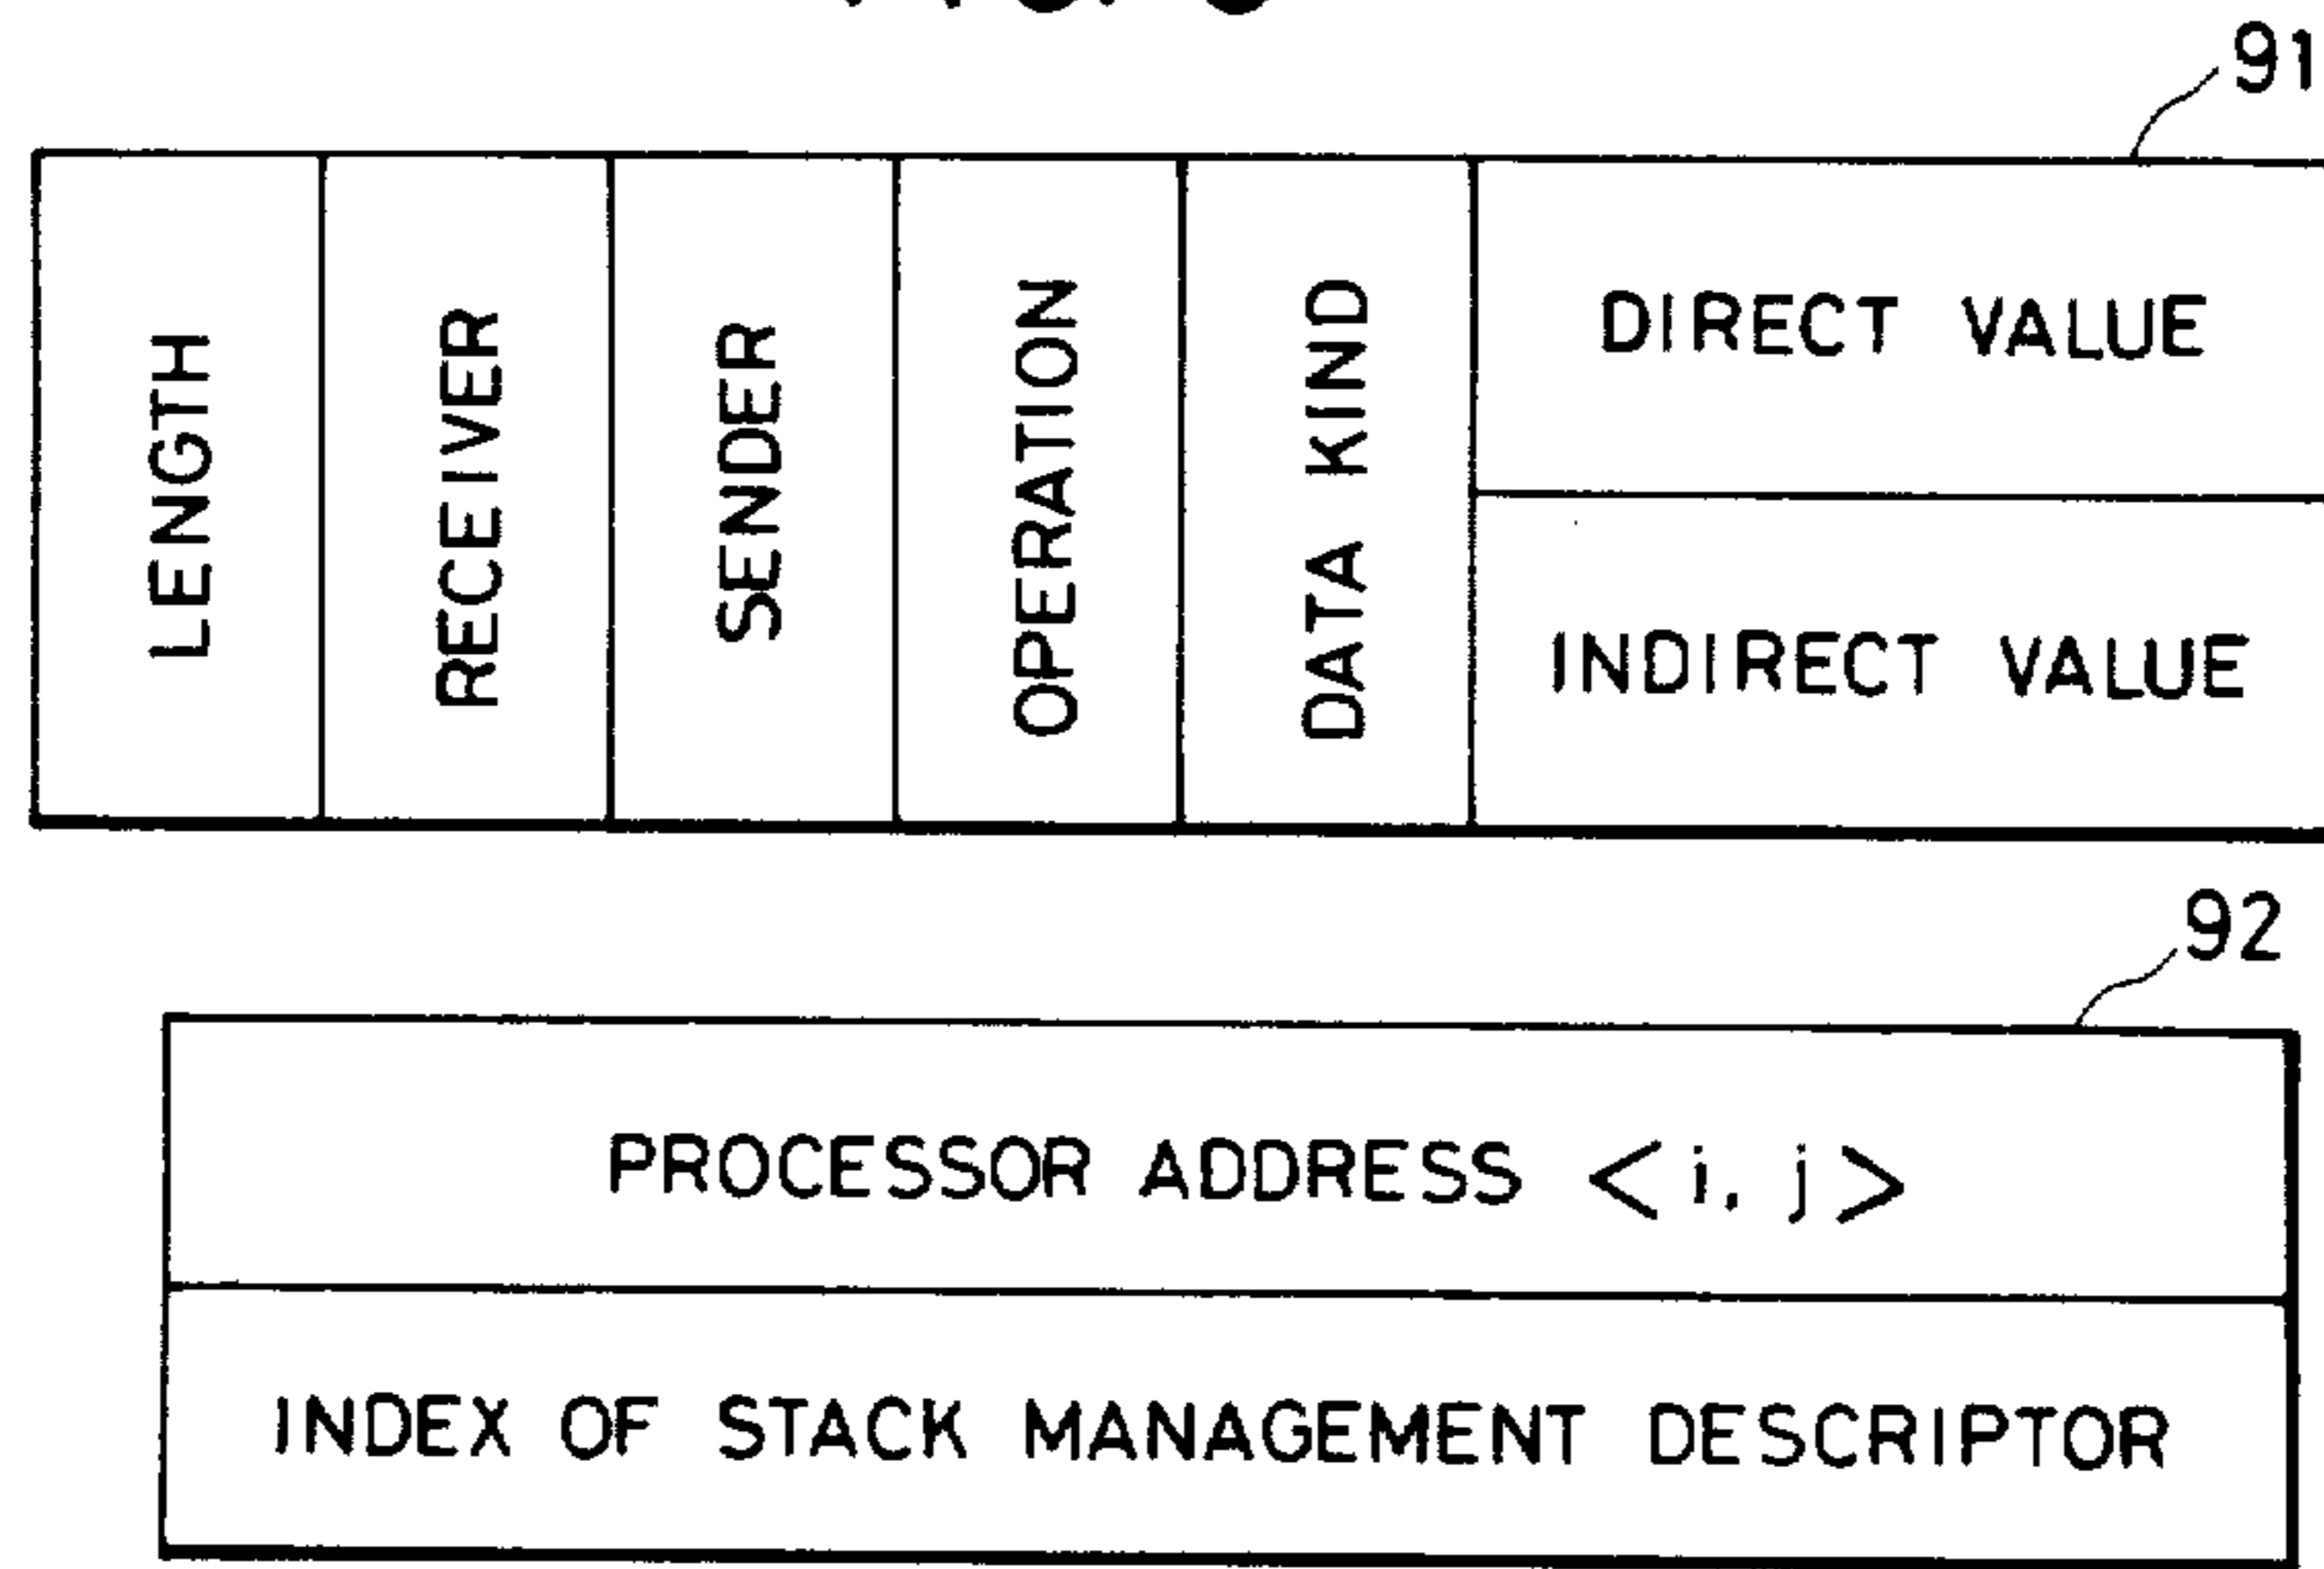 91
LENGTH
RECEIVER
SENDER
OPERATION
DATA KIND
DIRECT VALUE
INDIRECT VALUE
92
PROCESSOR ADDRESS <i, j>
INDEX OF STACK MANAGEMENT DESCRIPTOR